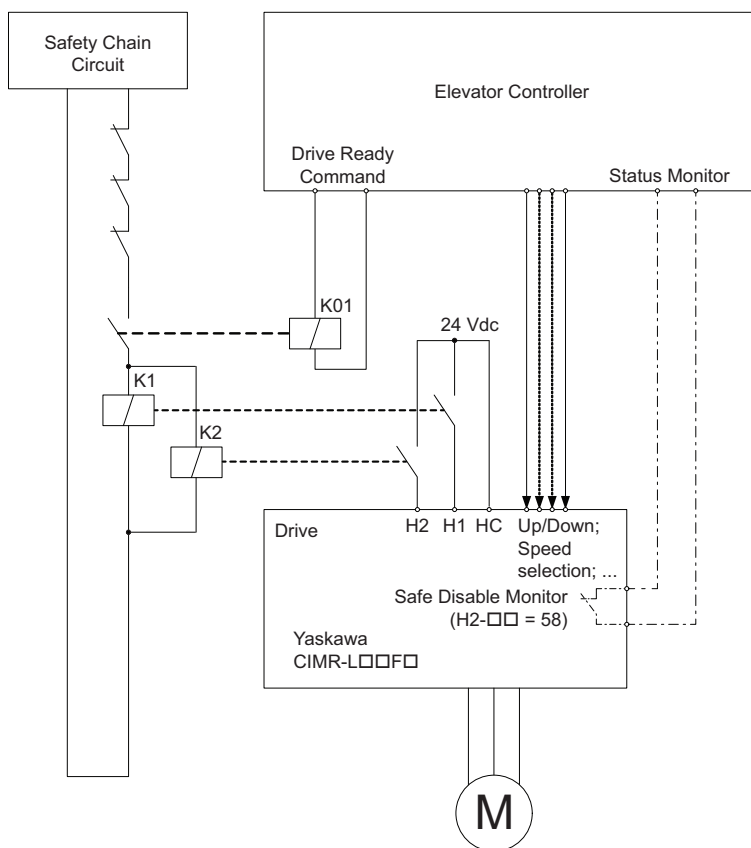 Safety Chain
Circuit
Elevator Controller
Drive Ready
Command
Status Monitor
K01
24 Vdc
K1
K2
H2 H1 HC
Drive
Up/Down;
Speed
selection; ...
Safe Disable Monitor
(H2-□□ = 58)
Yaskawa
CIMR-L□□F□
M